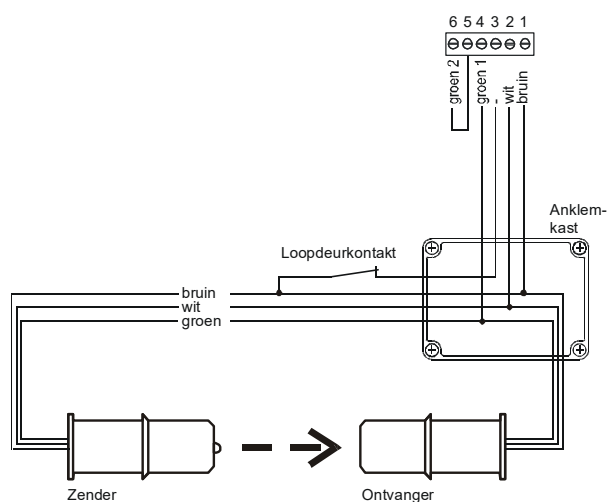 6 5 4 3 2 1
groen 2
groen 1
-
wit
bruin
Anklem-
kast
Loopdeurkontakt
bruin
wit
groen
Zender
Ontvanger